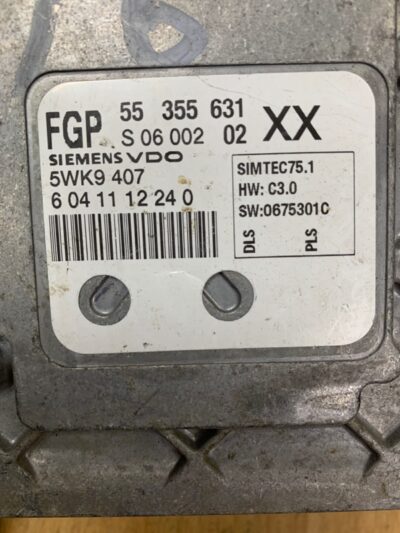 FGP 55 355 631 XX
S 06 002 02
SIEMENS VDO
5WK9 407
6 04 11 12 24 0
SIMTEC75.1
HW: C3.0
SW:0675301C
DLS
PLS